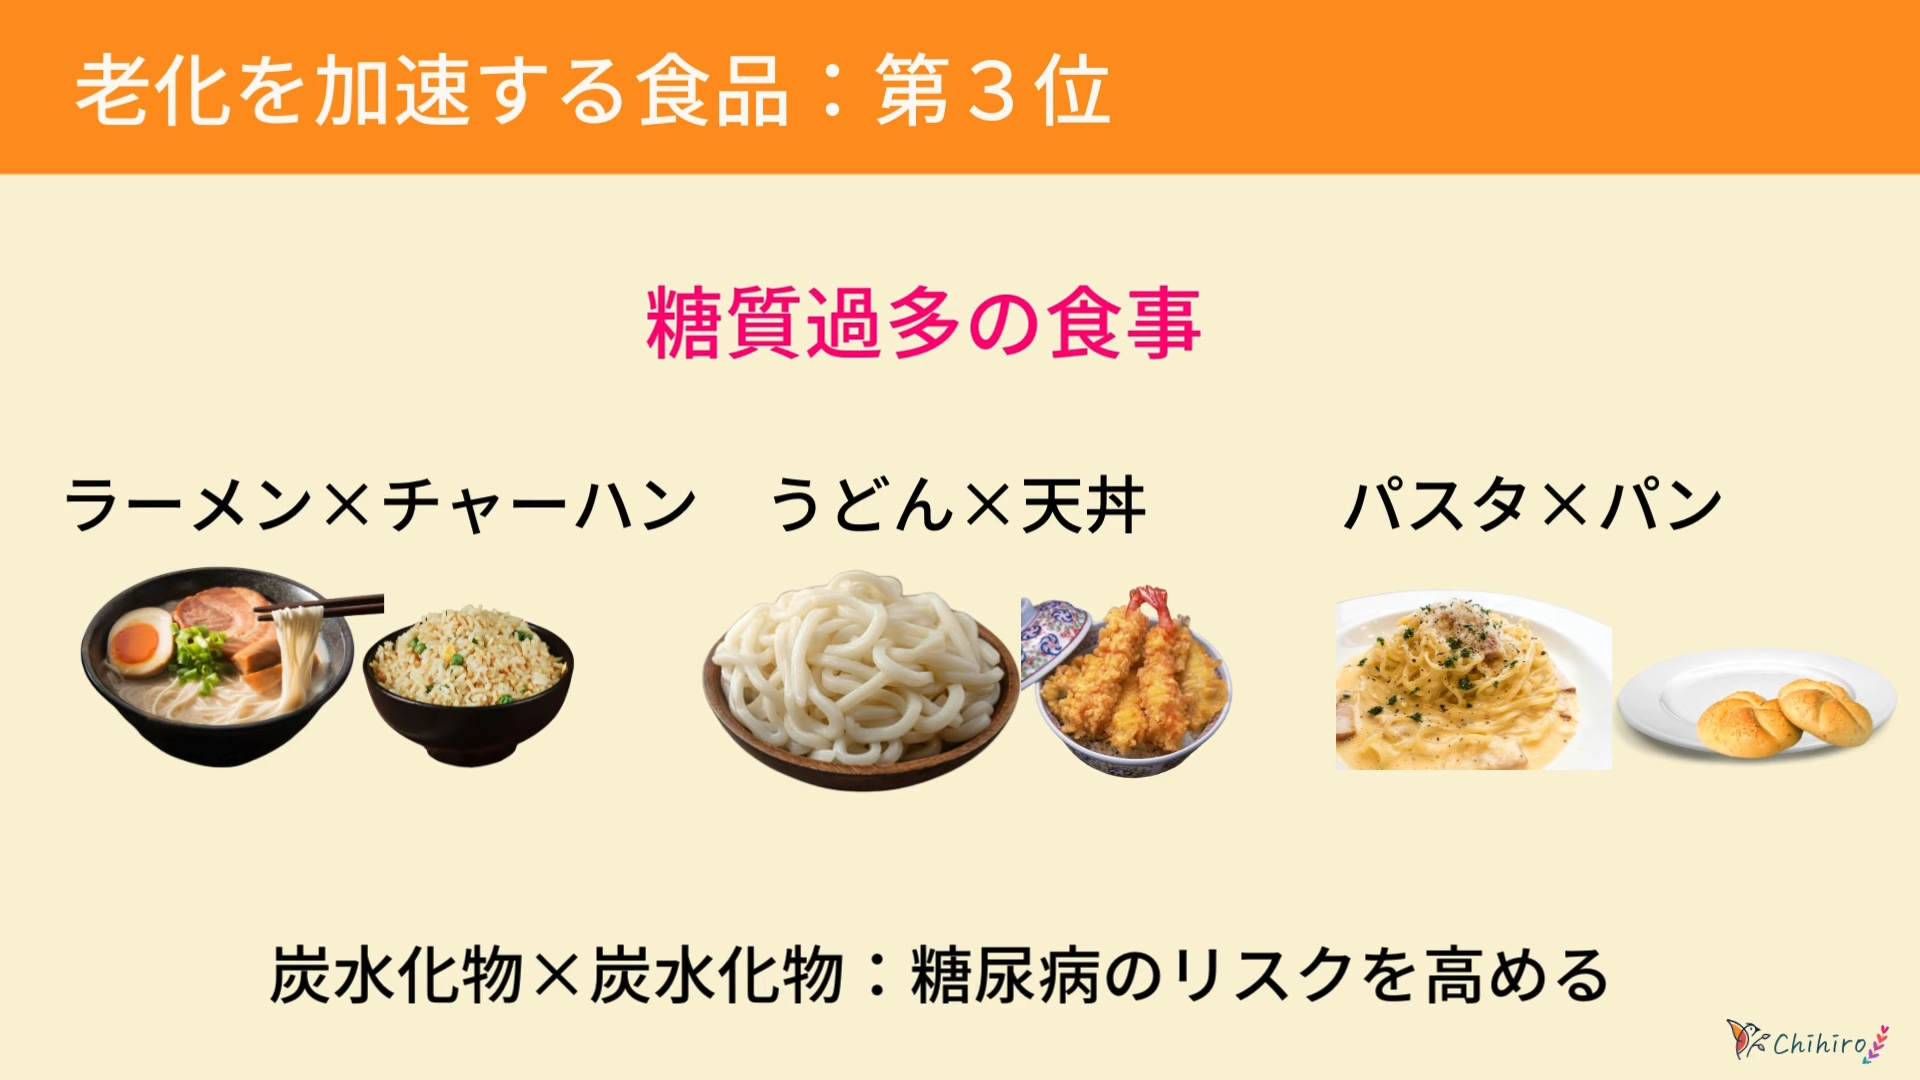 老化を加速する食品：第３位
糖質過多の食事
ラーメン×チャーハン
うどん×天丼
パスタ×パン
炭水化物×炭水化物：糖尿病のリスクを高める
Chihiro